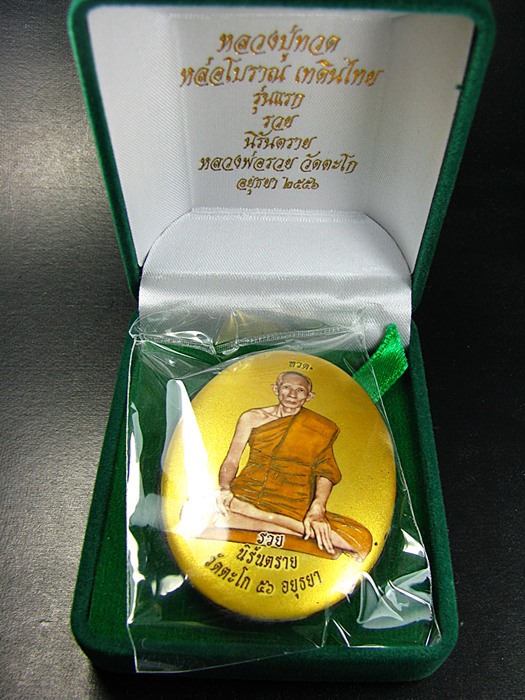 หลวงปู่ทวด
หล่อโบราณ เทดินไทย
รุ่นแรก
รวย
นิรันตราย
หลวงพ่อรวย วัดตะโก
อยุธยา ๒๕๕๖
ทวด
รวย
นิรันตราย
วัดตะโก ๕๖ อยุธยา